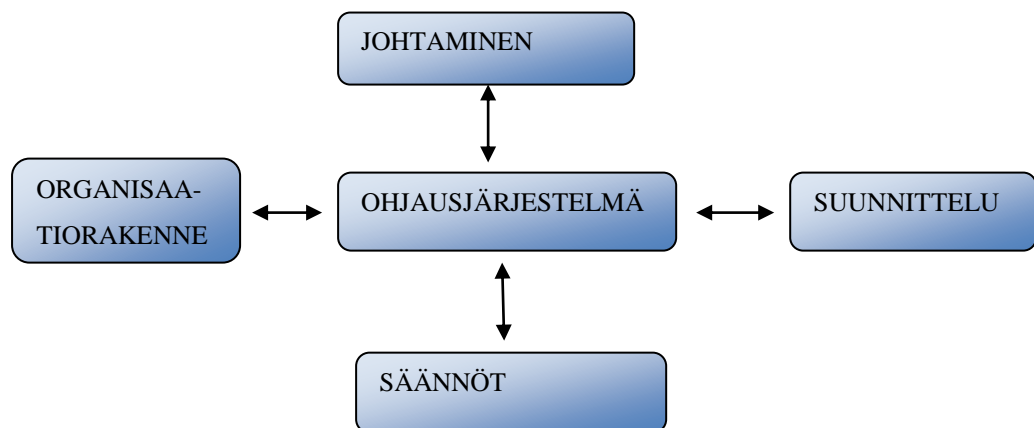 JOHTAMINEN
ORGANISAA-
TIORAKENNE
OHJAUSJÄRJESTELMÄ
SUUNNITTELU
SÄÄNNÖT